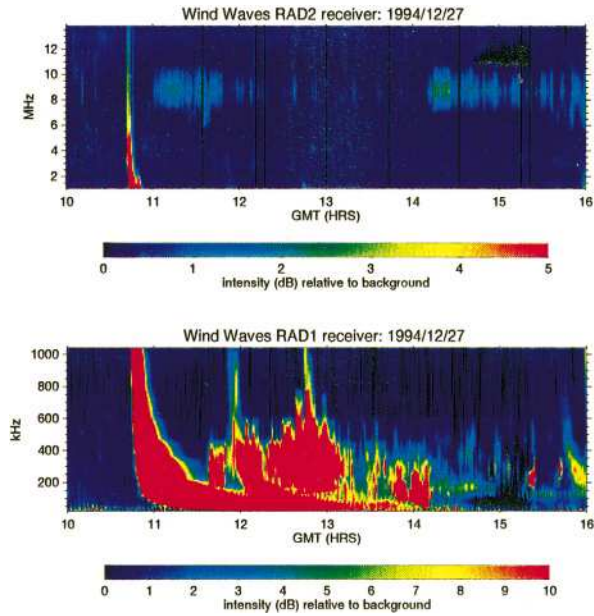 Wind Waves RAD2 receiver: 1994/12/27
12
10
8
6
4
2
MHz
10 11 12 13 14 15 16
GMT (HRS)
0 1 2 3 4 5
intensity (dB) relative to background
Wind Waves RAD1 receiver: 1994/12/27
1000
800
600
400
200
kHz
10 11 12 13 14 15 16
GMT (HRS)
0 1 2 3 4 5 6 7 8 9 10
intensity (dB) relative to background